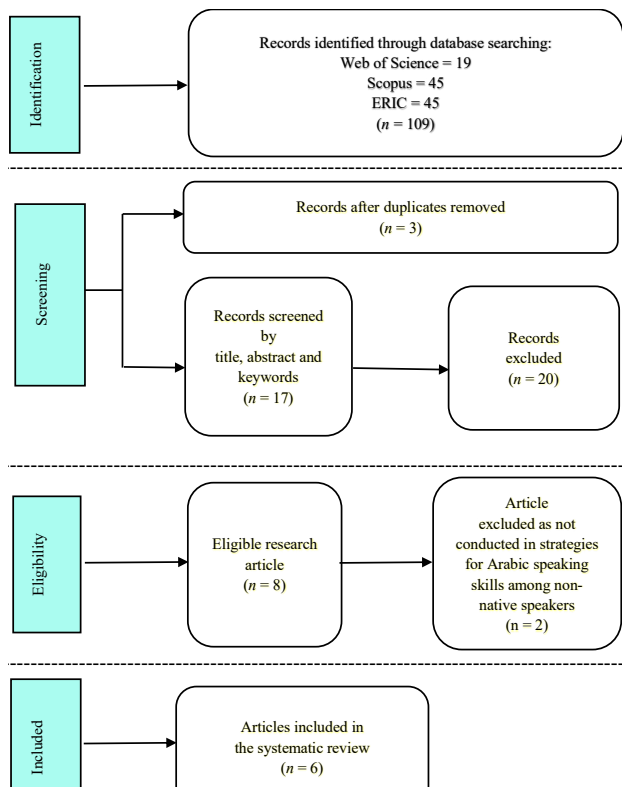 Identification
Records identified through database searching:
Web of Science = 19
Scopus = 45
ERIC = 45
(n = 109)
Screening
Records after duplicates removed
(n = 3)
Records screened
by
title, abstract and
keywords
(n = 17)
Records
excluded
(n = 20)
Eligibility
Eligible research
article
(n = 8)
Article
excluded as not
conducted in strategies
for Arabic speaking
skills among non-
native speakers
(n = 2)
Included
Articles included in
the systematic review
(n = 6)